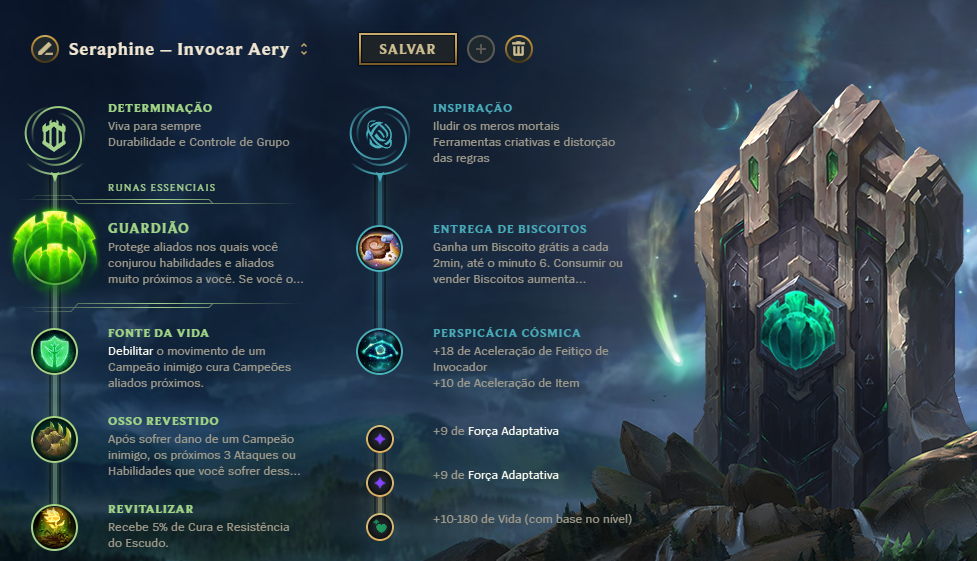 Seraphine – Invocar Aery
SALVAR
DETERMINAÇÃO
Viva para sempre
Durabilidade e Controle de Grupo
RUNAS ESSENCIAIS
GUARDIÃO
Protege aliados nos quais você
conjurou habilidades e aliados
muito próximos a você. Se você o...
FONTE DA VIDA
Debilitar o movimento de um
Campeão inimigo cura Campeões
aliados próximos.
OSSO REVESTIDO
Após sofrer dano de um Campeão
inimigo, os próximos 3 Ataques ou
Habilidades que você sofrer dess...
REVITALIZAR
Recebe 5% de Cura e Resistência
do Escudo.
INSPIRAÇÃO
Iludir os meros mortais
Ferramentas criativas e distorção
das regras
ENTREGA DE BISCOITOS
Ganha um Biscoito grátis a cada
2min, até o minuto 6. Consumir ou
vender Biscoitos aumenta...
PERSPICÁCIA CÓSMICA
+18 de Aceleração de Feitiço de
Invocador
+10 de Aceleração de Item
+9 de Força Adaptativa
+9 de Força Adaptativa
+10-180 de Vida (com base no nível)